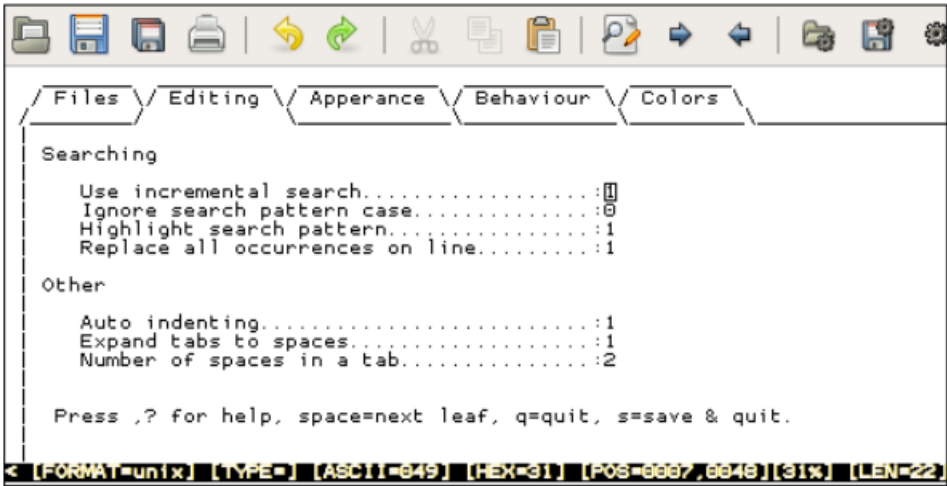 / Files \/ Editing \/ Apperance \/ Behaviour \/ Colors \
Searching
Use incremental search...................:1
Ignore search pattern case...............:0
Highlight search pattern.................:1
Replace all occurrences on line.........:1
Other
Auto indenting...........................:1
Expand tabs to spaces....................:1
Number of spaces in a tab................:2
Press ,? for help, space=next leaf, q=quit, s=save & quit.
< [FORMAT=unix] [TYPE=] [ASCII=049] [HEX=31] [POS=0007,0048][31%] [LEN=22]